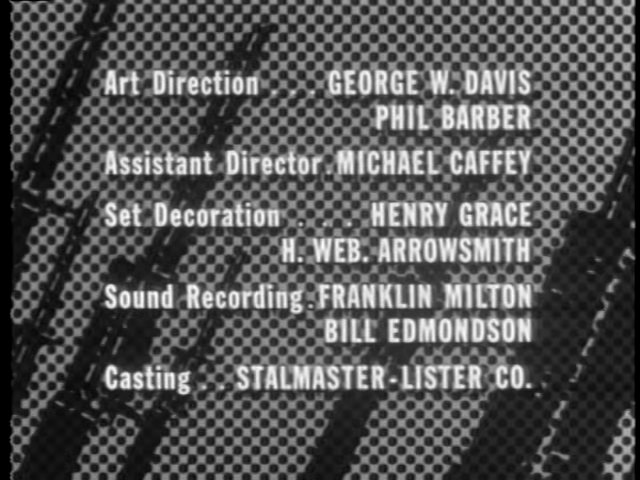 Art Direction . . . GEORGE W. DAVIS
PHIL BARBER
Assistant Director . MICHAEL CAFFEY
Set Decoration . . . HENRY GRACE
H. WEB. ARROWSMITH
Sound Recording . FRANKLIN MILTON
BILL EDMONDSON
Casting . . STALMASTER-LISTER CO.